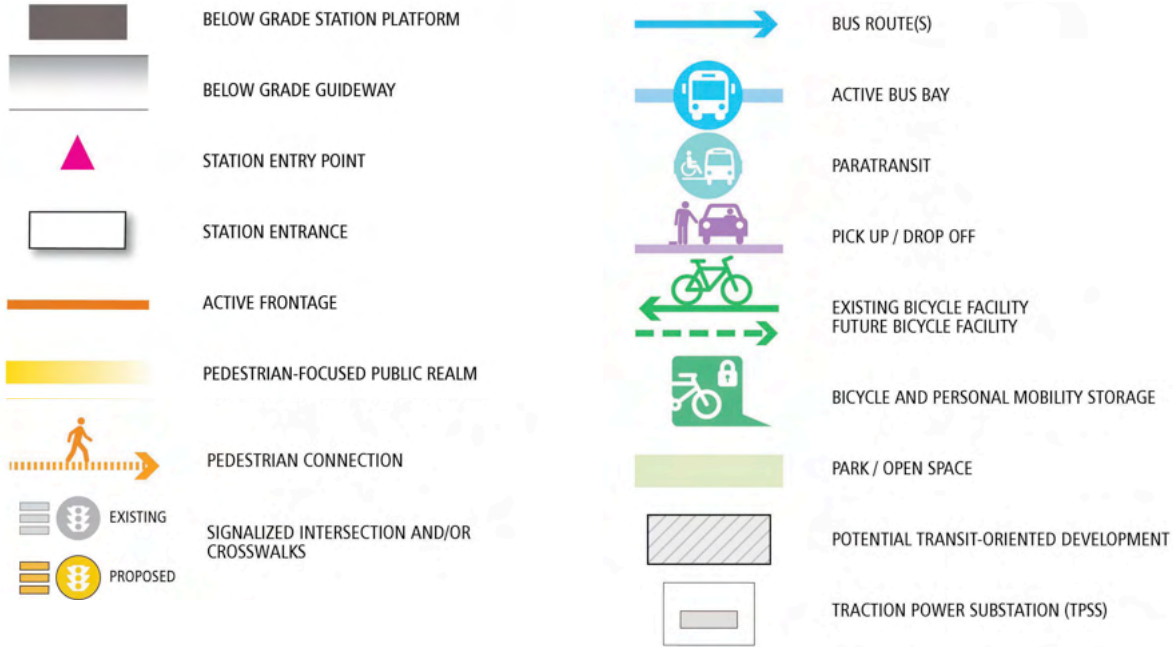 BELOW GRADE STATION PLATFORM
BELOW GRADE GUIDEWAY
STATION ENTRY POINT
STATION ENTRANCE
ACTIVE FRONTAGE
PEDESTRIAN-FOCUSED PUBLIC REALM
PEDESTRIAN CONNECTION
EXISTING
PROPOSED
SIGNALIZED INTERSECTION AND/OR
CROSSWALKS
BUS ROUTE(S)
ACTIVE BUS BAY
PARATRANSIT
PICK UP / DROP OFF
EXISTING BICYCLE FACILITY
FUTURE BICYCLE FACILITY
BICYCLE AND PERSONAL MOBILITY STORAGE
PARK / OPEN SPACE
POTENTIAL TRANSIT-ORIENTED DEVELOPMENT
TRACTION POWER SUBSTATION (TPSS)